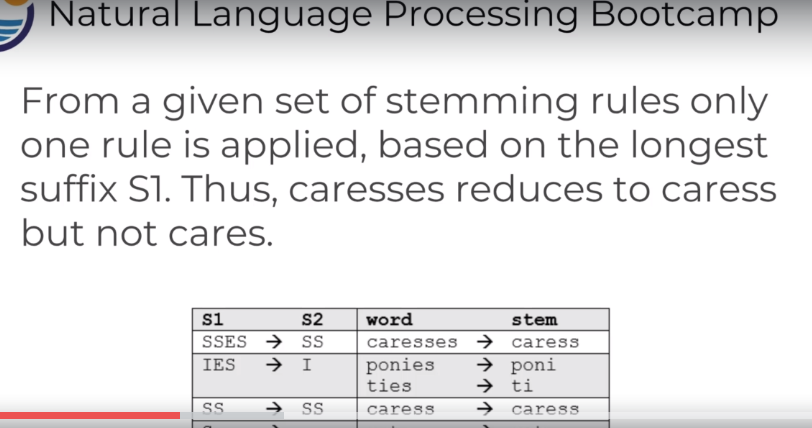 Natural Language Processing Bootcamp
From a given set of stemming rules only
one rule is applied, based on the longest
suffix S1. Thus, caresses reduces to caress
but not cares.
S1 S2 word stem
SSES → SS caresses → caress
IES → I ponies → poni
ties → ti
SS → SS caress → caress